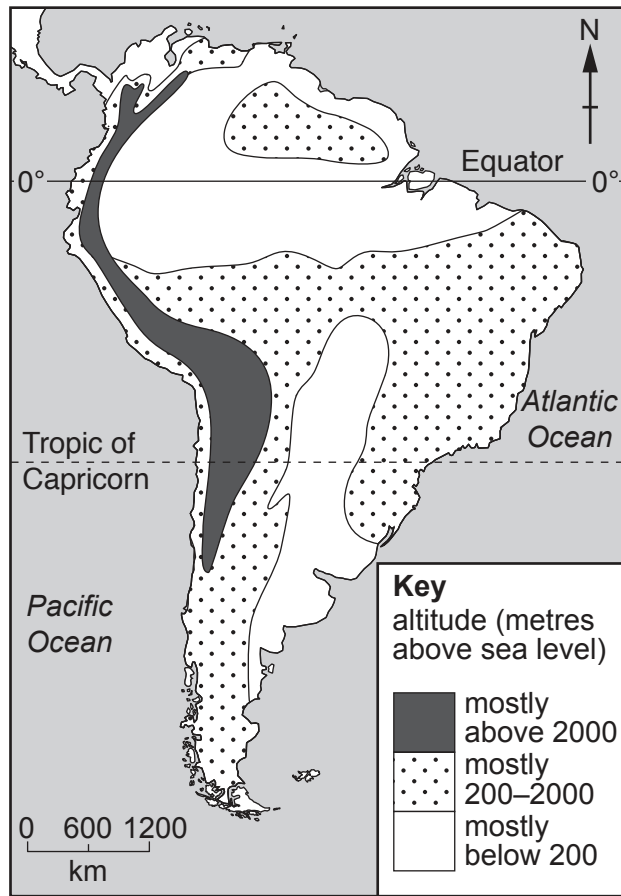 N
Equator
0°
0°
Atlantic
Ocean
Tropic of
Capricorn
Pacific
Ocean
Key
altitude (metres
above sea level)
mostly
above 2000
mostly
200–2000
mostly
below 200
0 600 1200
km